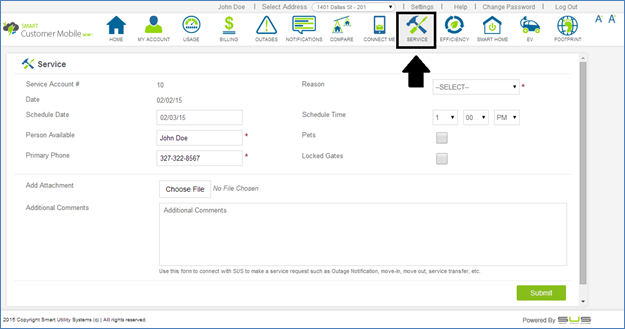 John Doe | Select Address 1401 Dallas St - 201 | Settings | Help | Change Password | Log Out
SMART
Customer Mobile
HOME MY ACCOUNT USAGE BILLING OUTAGES NOTIFICATIONS COMPARE CONNECT ME SERVICE EFFICIENCY SMART HOME EV FOOTPRINT
A- A+
Service
Service Account # 10 Reason --SELECT-- *
Date 02/02/15
Schedule Date 02/03/15 Schedule Time 1 00 PM
Person Available John Doe * Pets
Primary Phone 327-322-8567 * Locked Gates
Add Attachment Choose File No File Chosen
Additional Comments Additional Comments
Use this form to connect with SUS to make a service request such as Outage Notification, move-in, move out, service transfer, etc.
Submit
2015 Copyright Smart Utility Systems (c) | All rights reserved. Powered By SUS